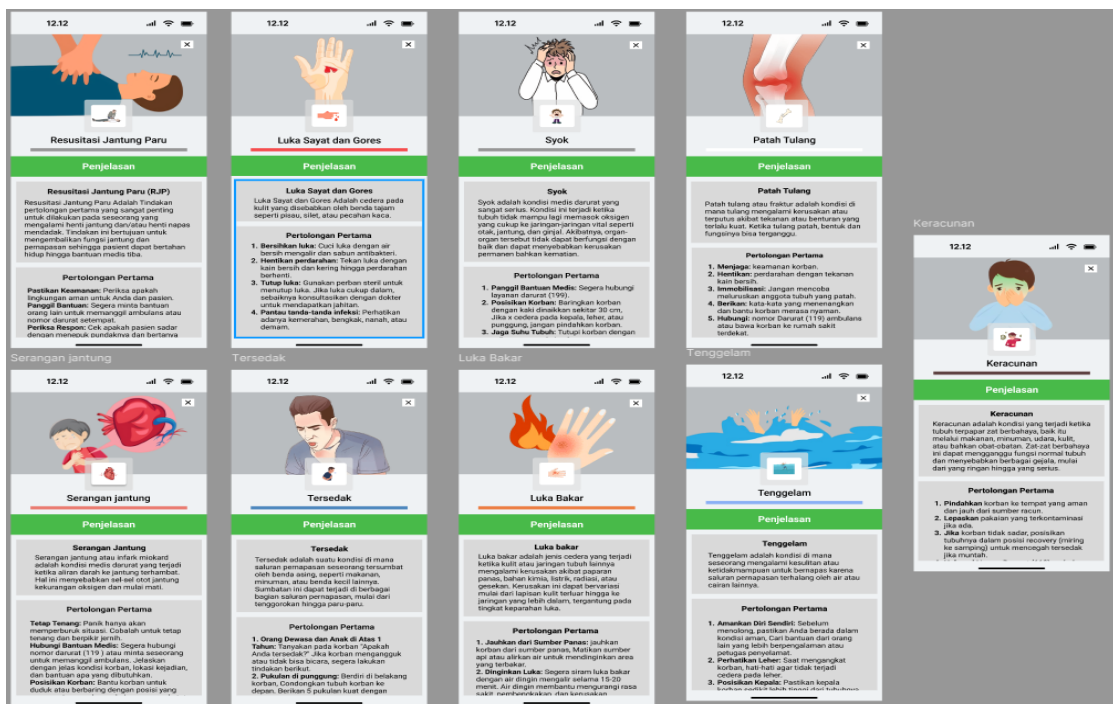 12.12
Resusitasi Jantung Paru
Penjelasan
Resusitasi Jantung Paru (RJP)
Resusitasi Jantung Paru Adalah Tindakan
pertolongan pertama yang sangat penting
untuk dilakukan pada seseorang yang
mengalami henti jantung dan/atau henti napas
mendadak. Tindakan ini bertujuan untuk
mengembalikan fungsi jantung dan
pernapasan sehingga pasient dapat bertahan
hidup hingga bantuan medis tiba.
Pertolongan Pertama
Pastikan Keamanan: Periksa apakah
lingkungan aman untuk Anda dan pasien.
Panggil Bantuan: Segera minta bantuan
orang lain untuk memanggil ambulans atau
nomor darurat setempat.
Periksa Respon: Cek apakah pasien sadar
dengan menepuk pundaknya dan bertanya
12.12
Luka Sayat dan Gores
Penjelasan
Luka Sayat dan Gores
Luka Sayat dan Gores Adalah cedera pada
kulit yang disebabkan oleh benda tajam
seperti pisau, silet, atau pecahan kaca.
Pertolongan Pertama
1. Bersihkan luka: Cuci luka dengan air
bersih mengalir dan sabun antibakteri.
2. Hentikan perdarahan: Tekan luka dengan
kain bersih dan kering hingga perdarahan
berhenti.
3. Tutup luka: Gunakan perban steril untuk
menutup luka. Jika luka cukup dalam,
sebaiknya konsultasikan dengan dokter
untuk mendapatkan jahitan.
4. Pantau tanda-tanda infeksi: Perhatikan
adanya kemerahan, bengkak, nanah, atau
demam.
12.12
Syok
Penjelasan
Syok
Syok adalah kondisi medis darurat yang
sangat serius. Kondisi ini terjadi ketika
tubuh tidak mampu lagi memasok oksigen
yang cukup ke jaringan-jaringan vital seperti
otak, jantung, dan ginjal. Akibatnya, organ-
organ tersebut tidak dapat berfungsi dengan
baik dan dapat menyebabkan kerusakan
permanen bahkan kematian.
Pertolongan Pertama
1. Panggil Bantuan Medis: Segera hubungi
layanan darurat (199).
2. Posisikan Korban: Baringkan korban
dengan kaki dinaikkan sekitar 30 cm,
Jika s cedera pada kepala, leher, atau
punggung, jangan pindahkan korban.
3. Jaga Suhu Tubuh: Tutupi korban dengan
12.12
Patah Tulang
Penjelasan
Patah Tulang
Patah tulang atau fraktur adalah kondisi di
mana tulang mengalami kerusakan atau
terputus akibat tekanan atau benturan yang
terlalu kuat. Ketika tulang patah, bentuk dan
fungsinya bisa terganggu.
Pertolongan Pertama
1. Menjaga: keamanan korban.
2. Hentikan: perdarahan dengan tekanan
kain bersih.
3. Immobilisasi: Jangan mencoba
meluruskan anggota tubuh yang patah.
4. Berikan: kata-kata yang menenangkan
dan bantu korban merasa nyaman.
5. Hubungi: nomor Darurat (119) ambulans
atau bawa korban ke rumah sakit
terdekat.
Keracunan
12.12
Keracunan
Penjelasan
Keracunan
Keracunan adalah kondisi yang terjadi ketika
tubuh terpapar zat berbahaya, baik itu
melalui makanan, minuman, udara, kulit,
atau bahkan obat-obatan. Zat-zat berbahaya
ini dapat mengganggu fungsi normal tubuh
dan menyebabkan berbagai gejala, mulai
dari yang ringan hingga yang serius.
Pertolongan Pertama
1. Pindahkan korban ke tempat yang aman
dan jauh dari sumber racun.
2. Lepaskan pakaian yang terkontaminasi
jika ada.
3. Jika korban tidak sadar, posisikan
tubuhnya dalam posisi recovery (miring
ke samping) untuk mencegah tersedak
jika muntah.
Serangan jantung
12.12
Serangan jantung
Penjelasan
Serangan Jantung
Serangan jantung atau infark miokard
adalah kondisi medis darurat yang terjadi
ketika aliran darah ke jantung terhambat.
Hal ini menyebabkan sel-sel otot jantung
kekurangan oksigen dan mulai mati.
Pertolongan Pertama
Tetap Tenang: Panik hanya akan
memperburuk situasi. Cobalah untuk tetap
tenang dan berpikir jernih.
Hubungi Bantuan Medis: Segera hubungi
nomor darurat (119 ) atau minta seseorang
untuk memanggil ambulans. Jelaskan
dengan jelas kondisi korban, lokasi kejadian,
dan bantuan apa yang dibutuhkan.
Posisikan Korban: Bantu korban untuk
duduk atau berbaring dengan posisi yang
Tersedak
12.12
Tersedak
Penjelasan
Tersedak
Tersedak adalah suatu kondisi di mana
saluran pernapasan seseorang tersumbat
oleh benda asing, seperti makanan,
minuman, atau benda kecil lainnya.
Sumbatan ini dapat terjadi di berbagai
bagian saluran pernapasan, mulai dari
tenggorokan hingga paru-paru.
Pertolongan Pertama
1. Orang Dewasa dan Anak di Atas 1
Tahun: Tanyakan pada korban "Apakah
Anda tersedak?" Jika korban mengangguk
atau tidak bisa bicara, segera lakukan
tindakan berikut.
2. Pukulan di punggung: Berdiri di belakang
korban, Condongkan tubuh korban ke
depan. Berikan 5 pukulan kuat dengan
Luka Bakar
12.12
Luka Bakar
Penjelasan
Luka bakar
Luka bakar adalah jenis cedera yang terjadi
ketika kulit atau jaringan tubuh lainnya
mengalami kerusakan akibat paparan
panas, bahan kimia, listrik, radiasi, atau
gesekan. Kerusakan ini dapat bervariasi
mulai dari lapisan kulit terluar hingga ke
jaringan yang lebih dalam, tergantung pada
tingkat keparahan luka.
Pertolongan Pertama
1. Jauhkan dari Sumber Panas: jauhkan
korban dari sumber panas, Matikan sumber
api atau alirkan air untuk mendinginkan area
yang terbakar.
2. Dinginkan Luka: Segera siram luka bakar
dengan air dingin mengalir selama 15-20
menit. Air dingin membantu mengurangi rasa
sakit, pembengkakan, dan kerusakan
Tenggelam
12.12
Tenggelam
Penjelasan
Tenggelam
Tenggelam adalah kondisi di mana
seseorang mengalami kesulitan atau
ketidakmampuan untuk bernapas karena
saluran pernapasan terhalang oleh air atau
cairan lainnya.
Pertolongan Pertama
1. Amankan Diri Sendiri: Sebelum
menolong, pastikan Anda berada dalam
kondisi aman, Cari bantuan dari orang
lain yang lebih berpengalaman atau
petugas penyelamat.
2. Perhatikan Leher: Saat mengangkat
korban, hati-hati agar tidak terjadi
cedera pada leher.
3. Posisikan Kepala: Pastikan kepala
korban sedikit lebih tinggi dari tubuhnya